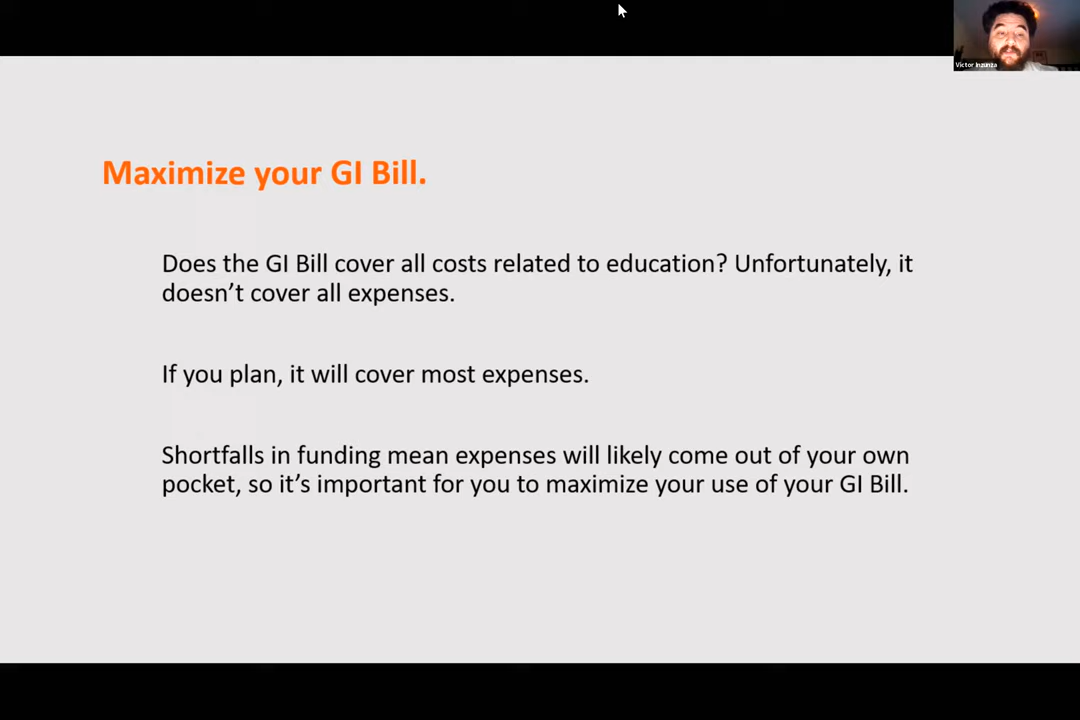 Victor Inzunza
Maximize your GI Bill.
Does the GI Bill cover all costs related to education? Unfortunately, it
doesn’t cover all expenses.
If you plan, it will cover most expenses.
Shortfalls in funding mean expenses will likely come out of your own
pocket, so it’s important for you to maximize your use of your GI Bill.